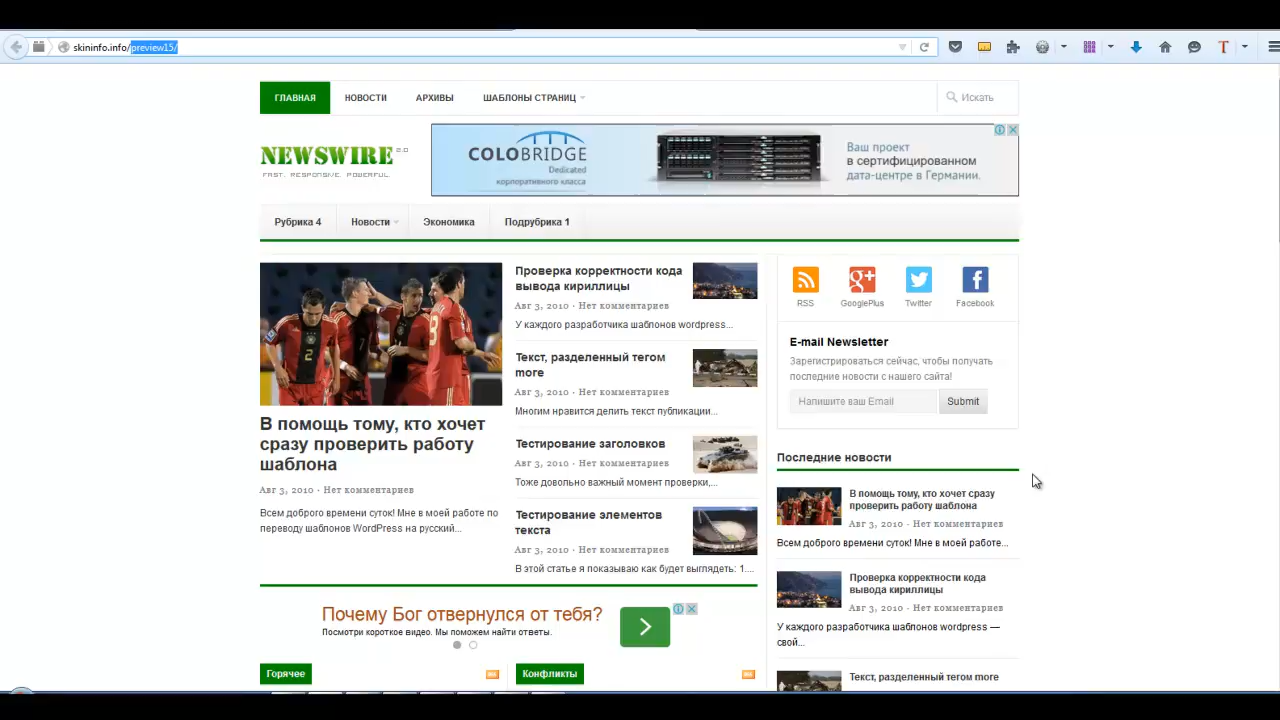 skininfo.info/preview15/
ГЛАВНАЯ НОВОСТИ АРХИВЫ ШАБЛОНЫ СТРАНИЦ Искать
NEWSWIRE 2.0
FAST. RESPONSIVE. POWERFUL.
COLOBRIDGE
Dedicated
корпоративного класса
Ваш проект
в сертифицированном
дата-центре в Германии.
Рубрика 4 Новости Экономика Подрубрика 1
В помощь тому, кто хочет
сразу проверить работу
шаблона
Авг 3, 2010 · Нет комментариев
Всем доброго времени суток! Мне в моей работе по
переводу шаблонов WordPress на русский...
Проверка корректности кода
вывода кириллицы
Авг 3, 2010 · Нет комментариев
У каждого разработчика шаблонов wordpress...
Текст, разделенный тегом
more
Авг 3, 2010 · Нет комментариев
Многим нравится делить текст публикации...
Тестирование заголовков
Авг 3, 2010 · Нет комментариев
Тоже довольно важный момент проверки,...
Тестирование элементов
текста
Авг 3, 2010 · Нет комментариев
В этой статье я показываю как будет выглядеть: 1....
RSS GooglePlus Twitter Facebook
E-mail Newsletter
Зарегистрироваться сейчас, чтобы получать
последние новости с нашего сайта!
Напишите ваш Email Submit
Последние новости
В помощь тому, кто хочет сразу
проверить работу шаблона
Авг 3, 2010 · Нет комментариев
Всем доброго времени суток! Мне в моей работе...
Проверка корректности кода
вывода кириллицы
Авг 3, 2010 · Нет комментариев
У каждого разработчика шаблонов wordpress —
свой...
Текст, разделенный тегом more
Почему Бог отвернулся от тебя?
Посмотри короткое видео. Мы поможем найти ответы.
Горячее Конфликты